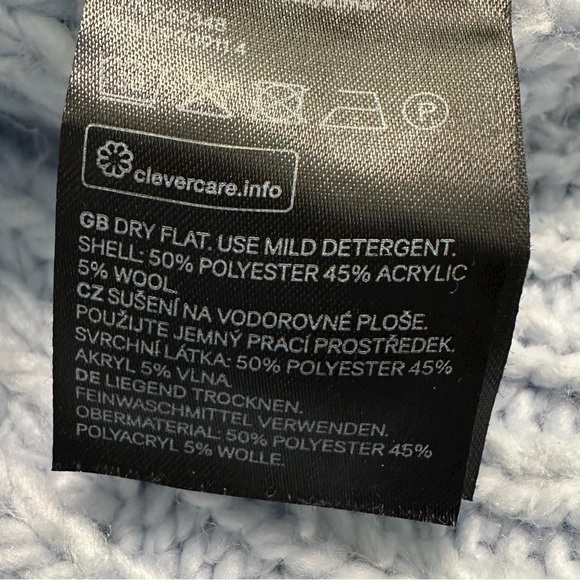 P
clevercare.info
GB DRY FLAT. USE MILD DETERGENT.
SHELL: 50% POLYESTER 45% ACRYLIC
5% WOOL.
CZ SUŠENÍ NA VODOROVNÉ PLOŠE.
POUŽIJTE JEMNÝ PRACÍ PROSTŘEDEK.
SVRCHNÍ LÁTKA: 50% POLYESTER 45%
AKRYL 5% VLNA.
DE LIEGEND TROCKNEN.
FEINWASCHMITTEL VERWENDEN.
OBERMATERIAL: 50% POLYESTER 45%
POLYACRYL 5% WOLLE.